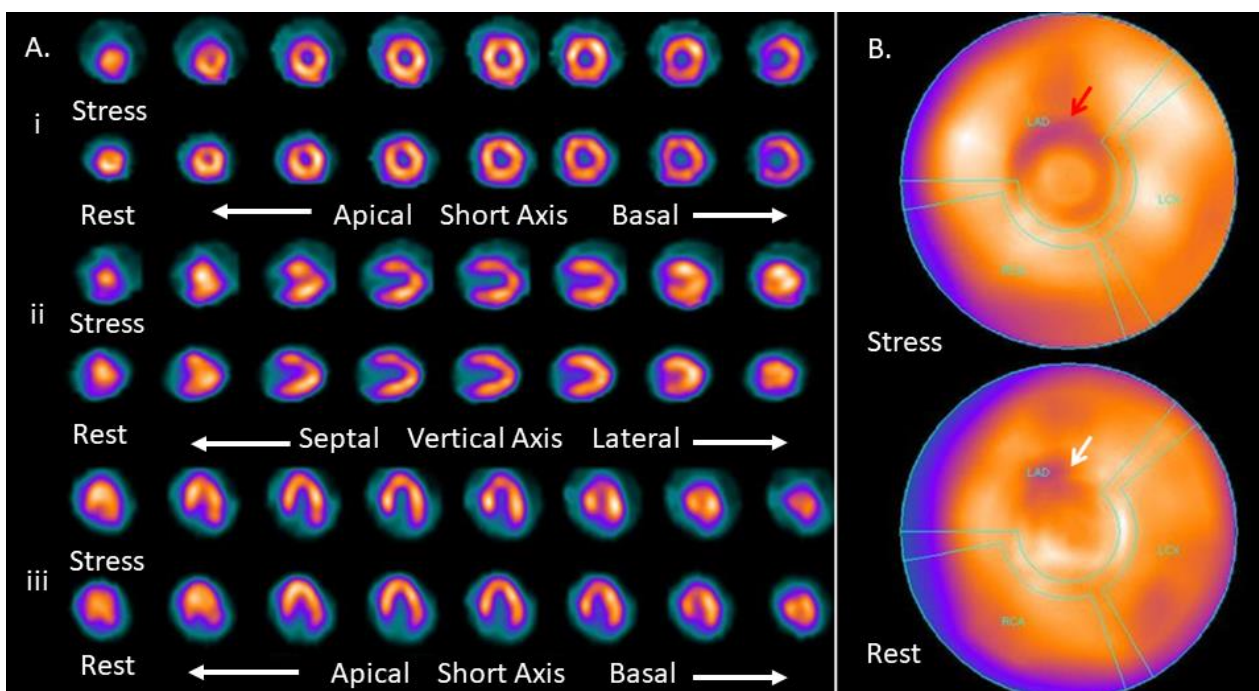 A.
Stress
i
Rest
Apical Short Axis Basal
ii
Stress
Rest
Septal Vertical Axis Lateral
Stress
iii
Rest
Apical Short Axis Basal
B.
LAD
LCX
RCA
Stress
LAD
LCX
RCA
Rest